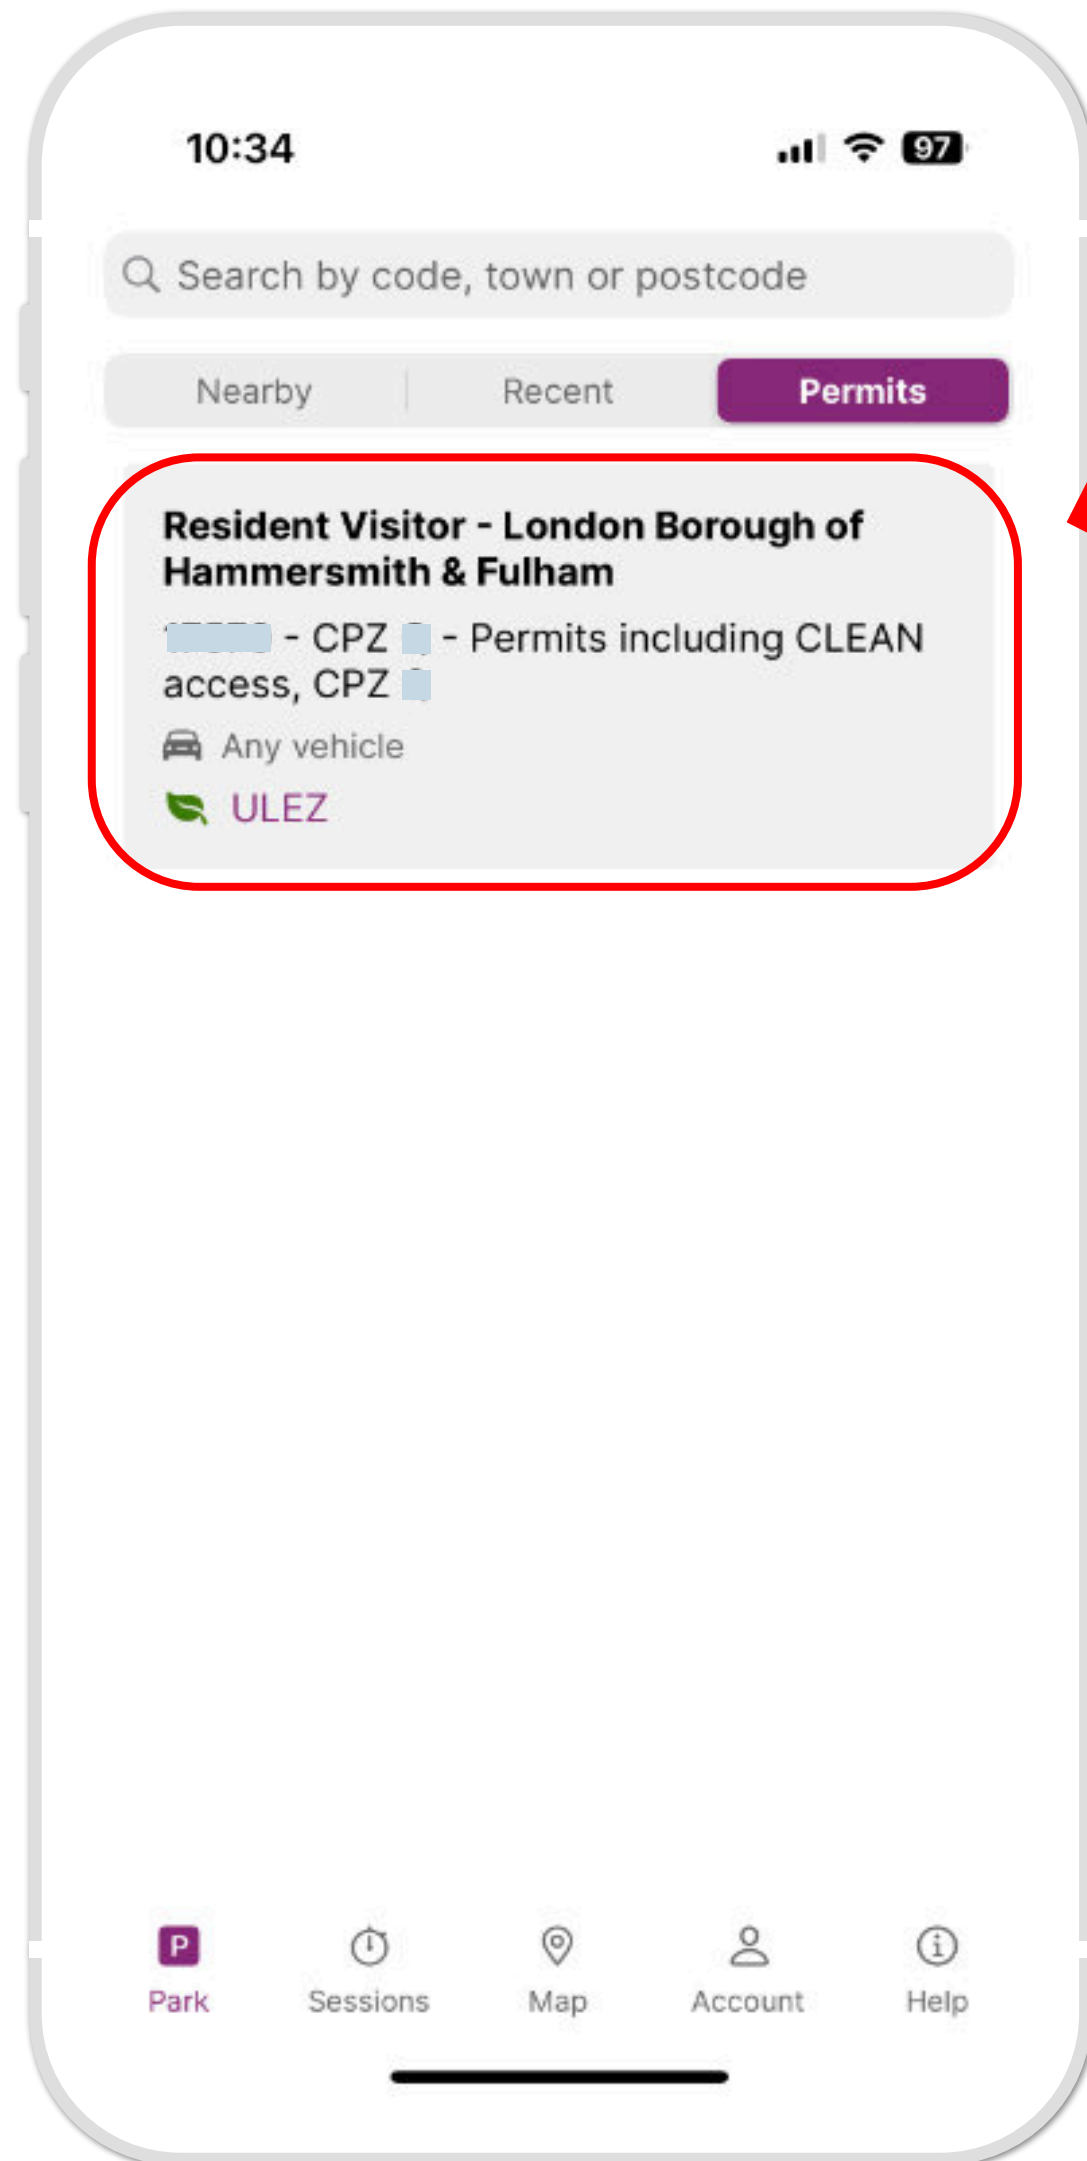 10:34
97
Search by code, town or postcode
Nearby
Recent
Permits
Resident Visitor - London Borough of
Hammersmith & Fulham
- CPZ - Permits including CLEAN
access, CPZ
Any vehicle
ULEZ
P
Park
Sessions
Map
Account
Help